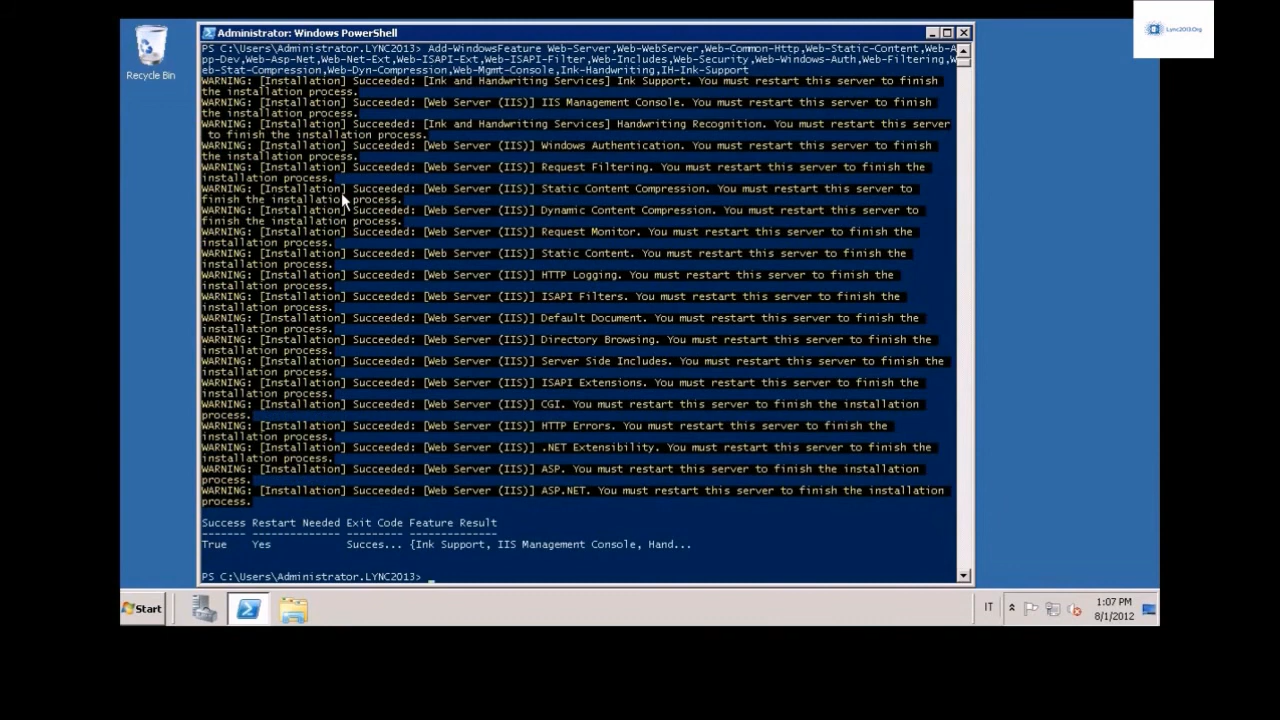 Lync2013.Org
Administrator: Windows PowerShell
Recycle Bin
PS C:\Users\Administrator.LYNC2013> Add-WindowsFeature Web-Server,Web-WebServer,Web-Common-Http,Web-Static-Content,Web-A
pp-Dev,Web-Asp-Net,Web-Net-Ext,Web-ISAPI-Ext,Web-ISAPI-Filter,Web-Includes,Web-Security,Web-Windows-Auth,Web-Filtering,W
eb-Stat-Compression,Web-Dyn-Compression,Web-Mgmt-Console,Ink-Handwriting,IH-Ink-Support
WARNING: [Installation] Succeeded: [Ink and Handwriting Services] Ink Support. You must restart this server to finish
the installation process.
WARNING: [Installation] Succeeded: [Web Server (IIS)] IIS Management Console. You must restart this server to finish
the installation process.
WARNING: [Installation] Succeeded: [Ink and Handwriting Services] Handwriting Recognition. You must restart this server
to finish the installation process.
WARNING: [Installation] Succeeded: [Web Server (IIS)] Windows Authentication. You must restart this server to finish
the installation process.
WARNING: [Installation] Succeeded: [Web Server (IIS)] Request Filtering. You must restart this server to finish the
installation process.
WARNING: [Installation] Succeeded: [Web Server (IIS)] Static Content Compression. You must restart this server to
finish the installation process.
WARNING: [Installation] Succeeded: [Web Server (IIS)] Dynamic Content Compression. You must restart this server to
finish the installation process.
WARNING: [Installation] Succeeded: [Web Server (IIS)] Request Monitor. You must restart this server to finish the
installation process.
WARNING: [Installation] Succeeded: [Web Server (IIS)] Static Content. You must restart this server to finish the
installation process.
WARNING: [Installation] Succeeded: [Web Server (IIS)] HTTP Logging. You must restart this server to finish the
installation process.
WARNING: [Installation] Succeeded: [Web Server (IIS)] ISAPI Filters. You must restart this server to finish the
installation process.
WARNING: [Installation] Succeeded: [Web Server (IIS)] Default Document. You must restart this server to finish the
installation process.
WARNING: [Installation] Succeeded: [Web Server (IIS)] Directory Browsing. You must restart this server to finish the
installation process.
WARNING: [Installation] Succeeded: [Web Server (IIS)] Server Side Includes. You must restart this server to finish the
installation process.
WARNING: [Installation] Succeeded: [Web Server (IIS)] ISAPI Extensions. You must restart this server to finish the
installation process.
WARNING: [Installation] Succeeded: [Web Server (IIS)] CGI. You must restart this server to finish the installation
process.
WARNING: [Installation] Succeeded: [Web Server (IIS)] HTTP Errors. You must restart this server to finish the
installation process.
WARNING: [Installation] Succeeded: [Web Server (IIS)] .NET Extensibility. You must restart this server to finish the
installation process.
WARNING: [Installation] Succeeded: [Web Server (IIS)] ASP. You must restart this server to finish the installation
process.
WARNING: [Installation] Succeeded: [Web Server (IIS)] ASP.NET. You must restart this server to finish the installation
process.
Success Restart Needed Exit Code Feature Result
------- -------------- --------- --------------
True Yes Succes... {Ink Support, IIS Management Console, Hand...
PS C:\Users\Administrator.LYNC2013> _
Start
IT
1:07 PM
8/1/2012